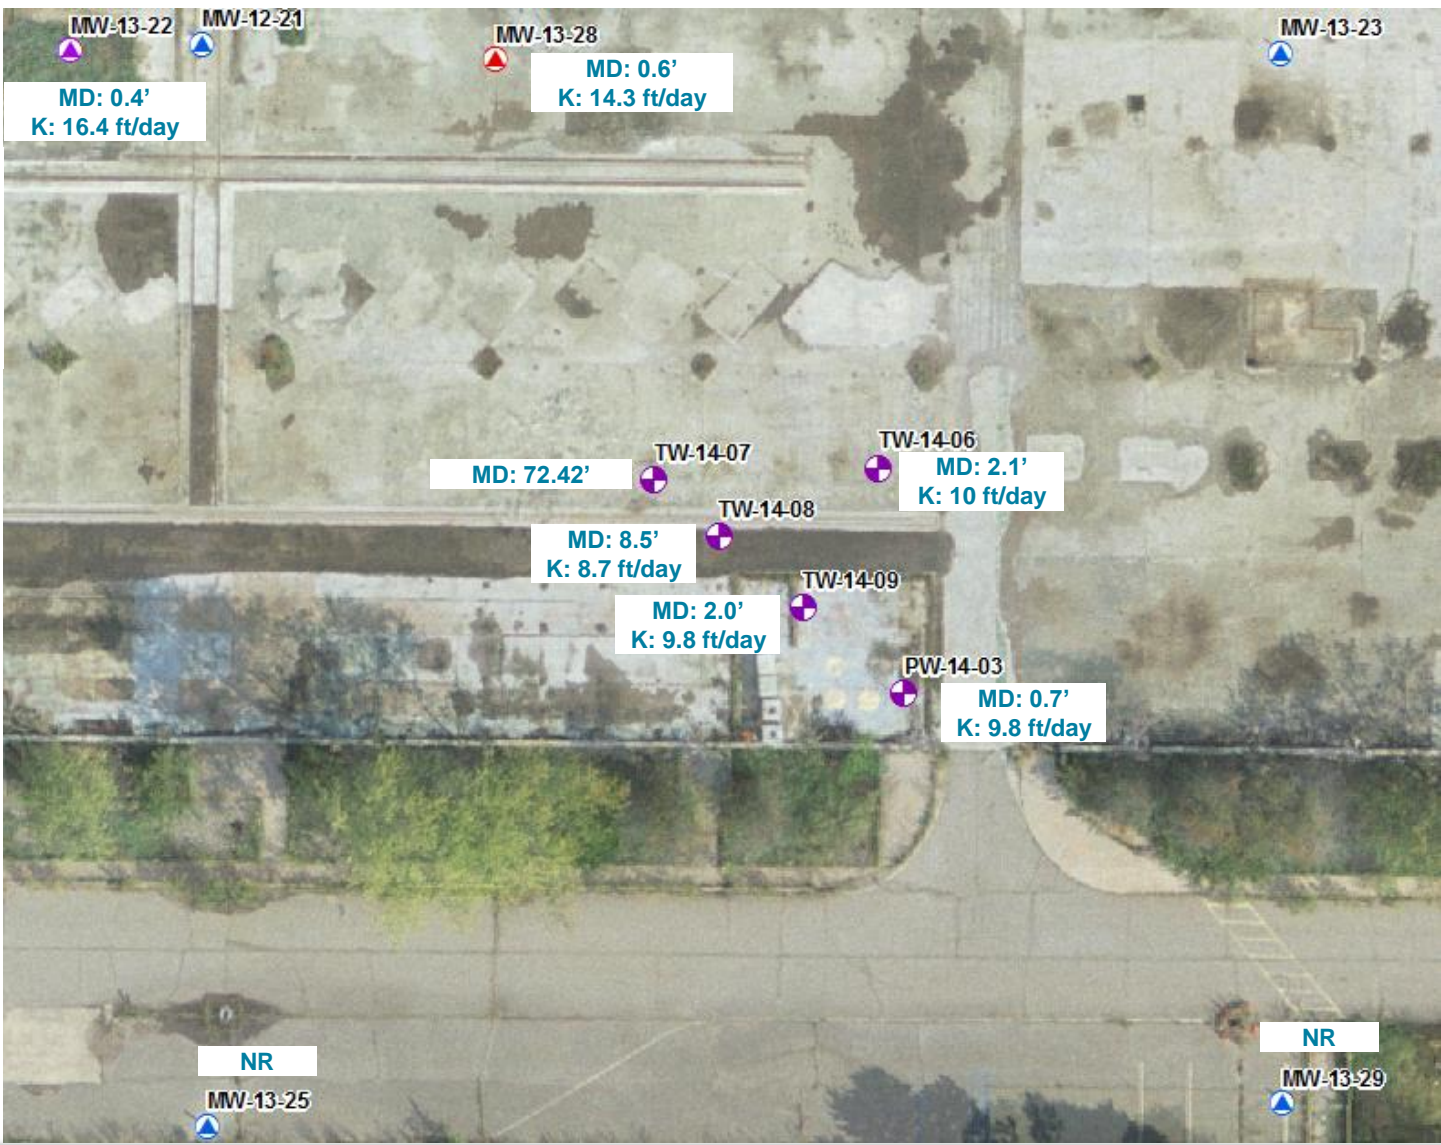 MW-13-22
MW-12-21
MW-13-28
MW-13-23
MD: 0.4’
K: 16.4 ft/day
MD: 0.6’
K: 14.3 ft/day
TW-14-07
MD: 72.42’
TW-14-06
MD: 2.1’
K: 10 ft/day
TW-14-08
MD: 8.5’
K: 8.7 ft/day
TW-14-09
MD: 2.0’
K: 9.8 ft/day
PW-14-03
MD: 0.7’
K: 9.8 ft/day
NR
MW-13-25
NR
MW-13-29